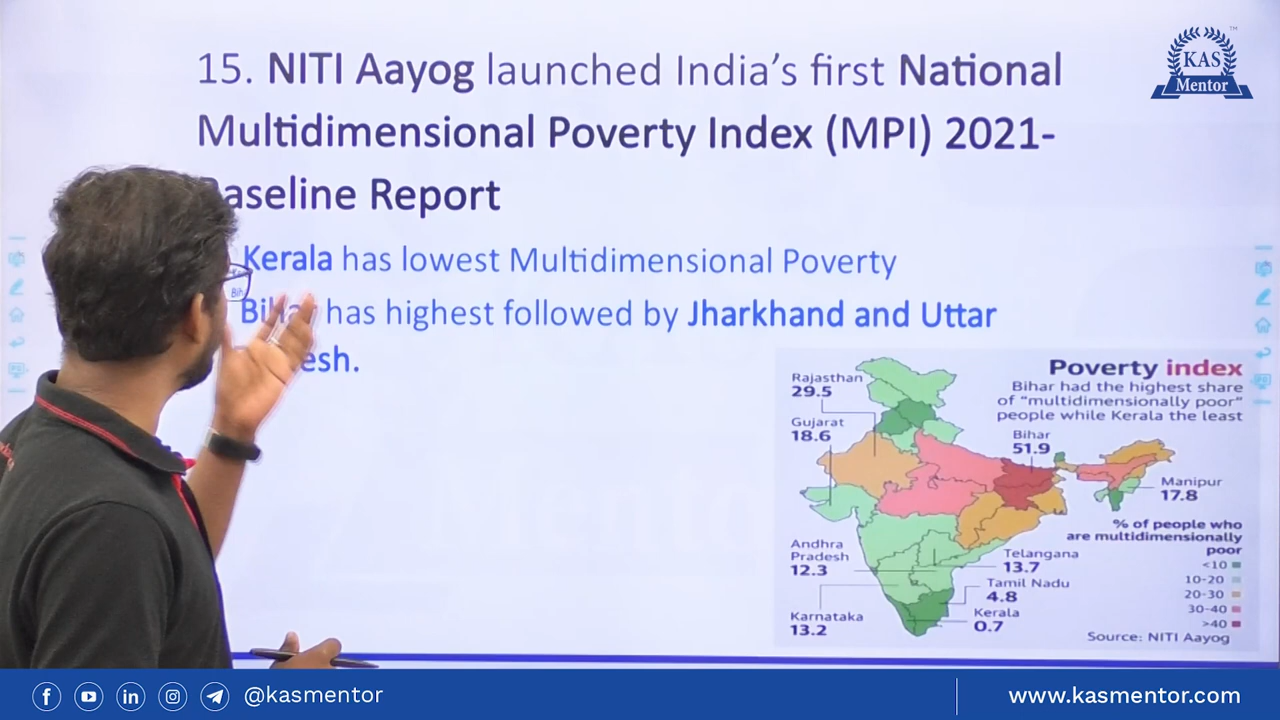 15. NITI Aayog launched India's first National
Multidimensional Poverty Index (MPI) 2021-
Baseline Report
Kerala has lowest Multidimensional Poverty
Bihar has highest followed by Jharkhand and Uttar
esh.
KAS
Mentor
TM
Poverty index
Bihar had the highest share
of "multidimensionally poor"
people while Kerala the least
Rajasthan
29.5
Gujarat
18.6
Bihar
51.9
Manipur
17.8
Andhra
Pradesh
12.3
Karnataka
13.2
Telangana
13.7
Tamil Nadu
4.8
Kerala
0.7
% of people who
are multidimensionally
poor
<10
10-20
20-30
30-40
>40
Source: NITI Aayog
@kasmentor
www.kasmentor.com